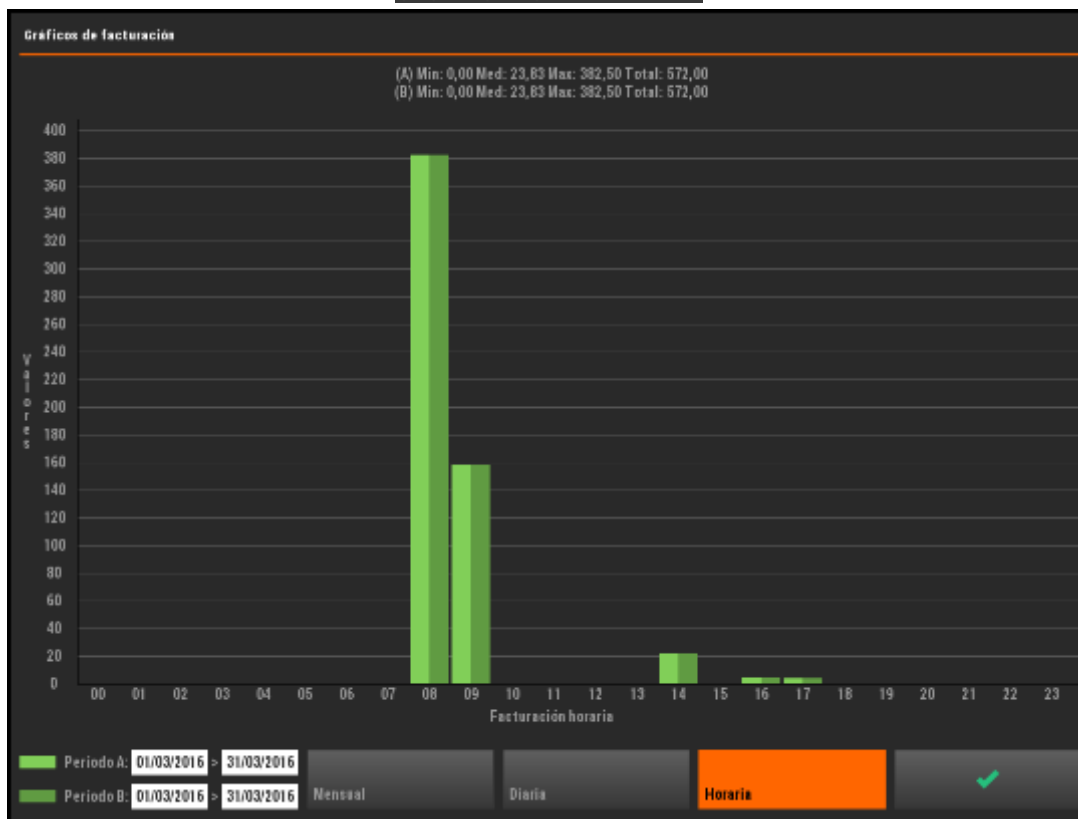 Gráficos de facturación
(A) Min: 0,00 Med: 23,83 Max: 382,50 Total: 572,00
(B) Min: 0,00 Med: 23,83 Max: 382,50 Total: 572,00
400
380
360
340
320
300
280
260
240
220
200
180
160
140
120
100
80
60
40
20
0
Valores
00 01 02 03 04 05 06 07 08 09 10 11 12 13 14 15 16 17 18 19 20 21 22 23
Facturación horaria
Periodo A: 01/03/2016 > 31/03/2016
Periodo B: 01/03/2016 > 31/03/2016
Mensual
Diaria
Horaria